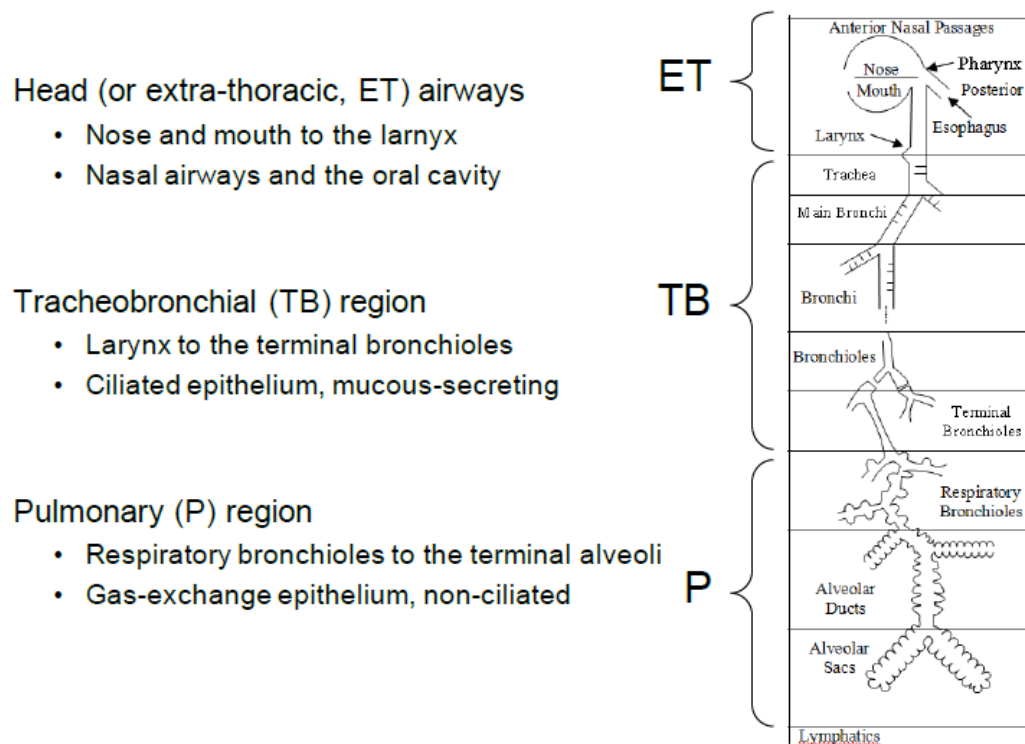 Head (or extra-thoracic, ET) airways
• Nose and mouth to the larnyx
• Nasal airways and the oral cavity
Tracheobronchial (TB) region
• Larynx to the terminal bronchioles
• Ciliated epithelium, mucous-secreting
Pulmonary (P) region
• Respiratory bronchioles to the terminal alveoli
• Gas-exchange epithelium, non-ciliated
ET
TB
P
Anterior Nasal Passages
Nose
Mouth
Pharynx
Posterior
Esophagus
Larynx
Trachea
Main Bronchi
Bronchi
Bronchioles
Terminal
Bronchioles
Respiratory
Bronchioles
Alveolar
Ducts
Alveolar
Sacs
Lymphatics